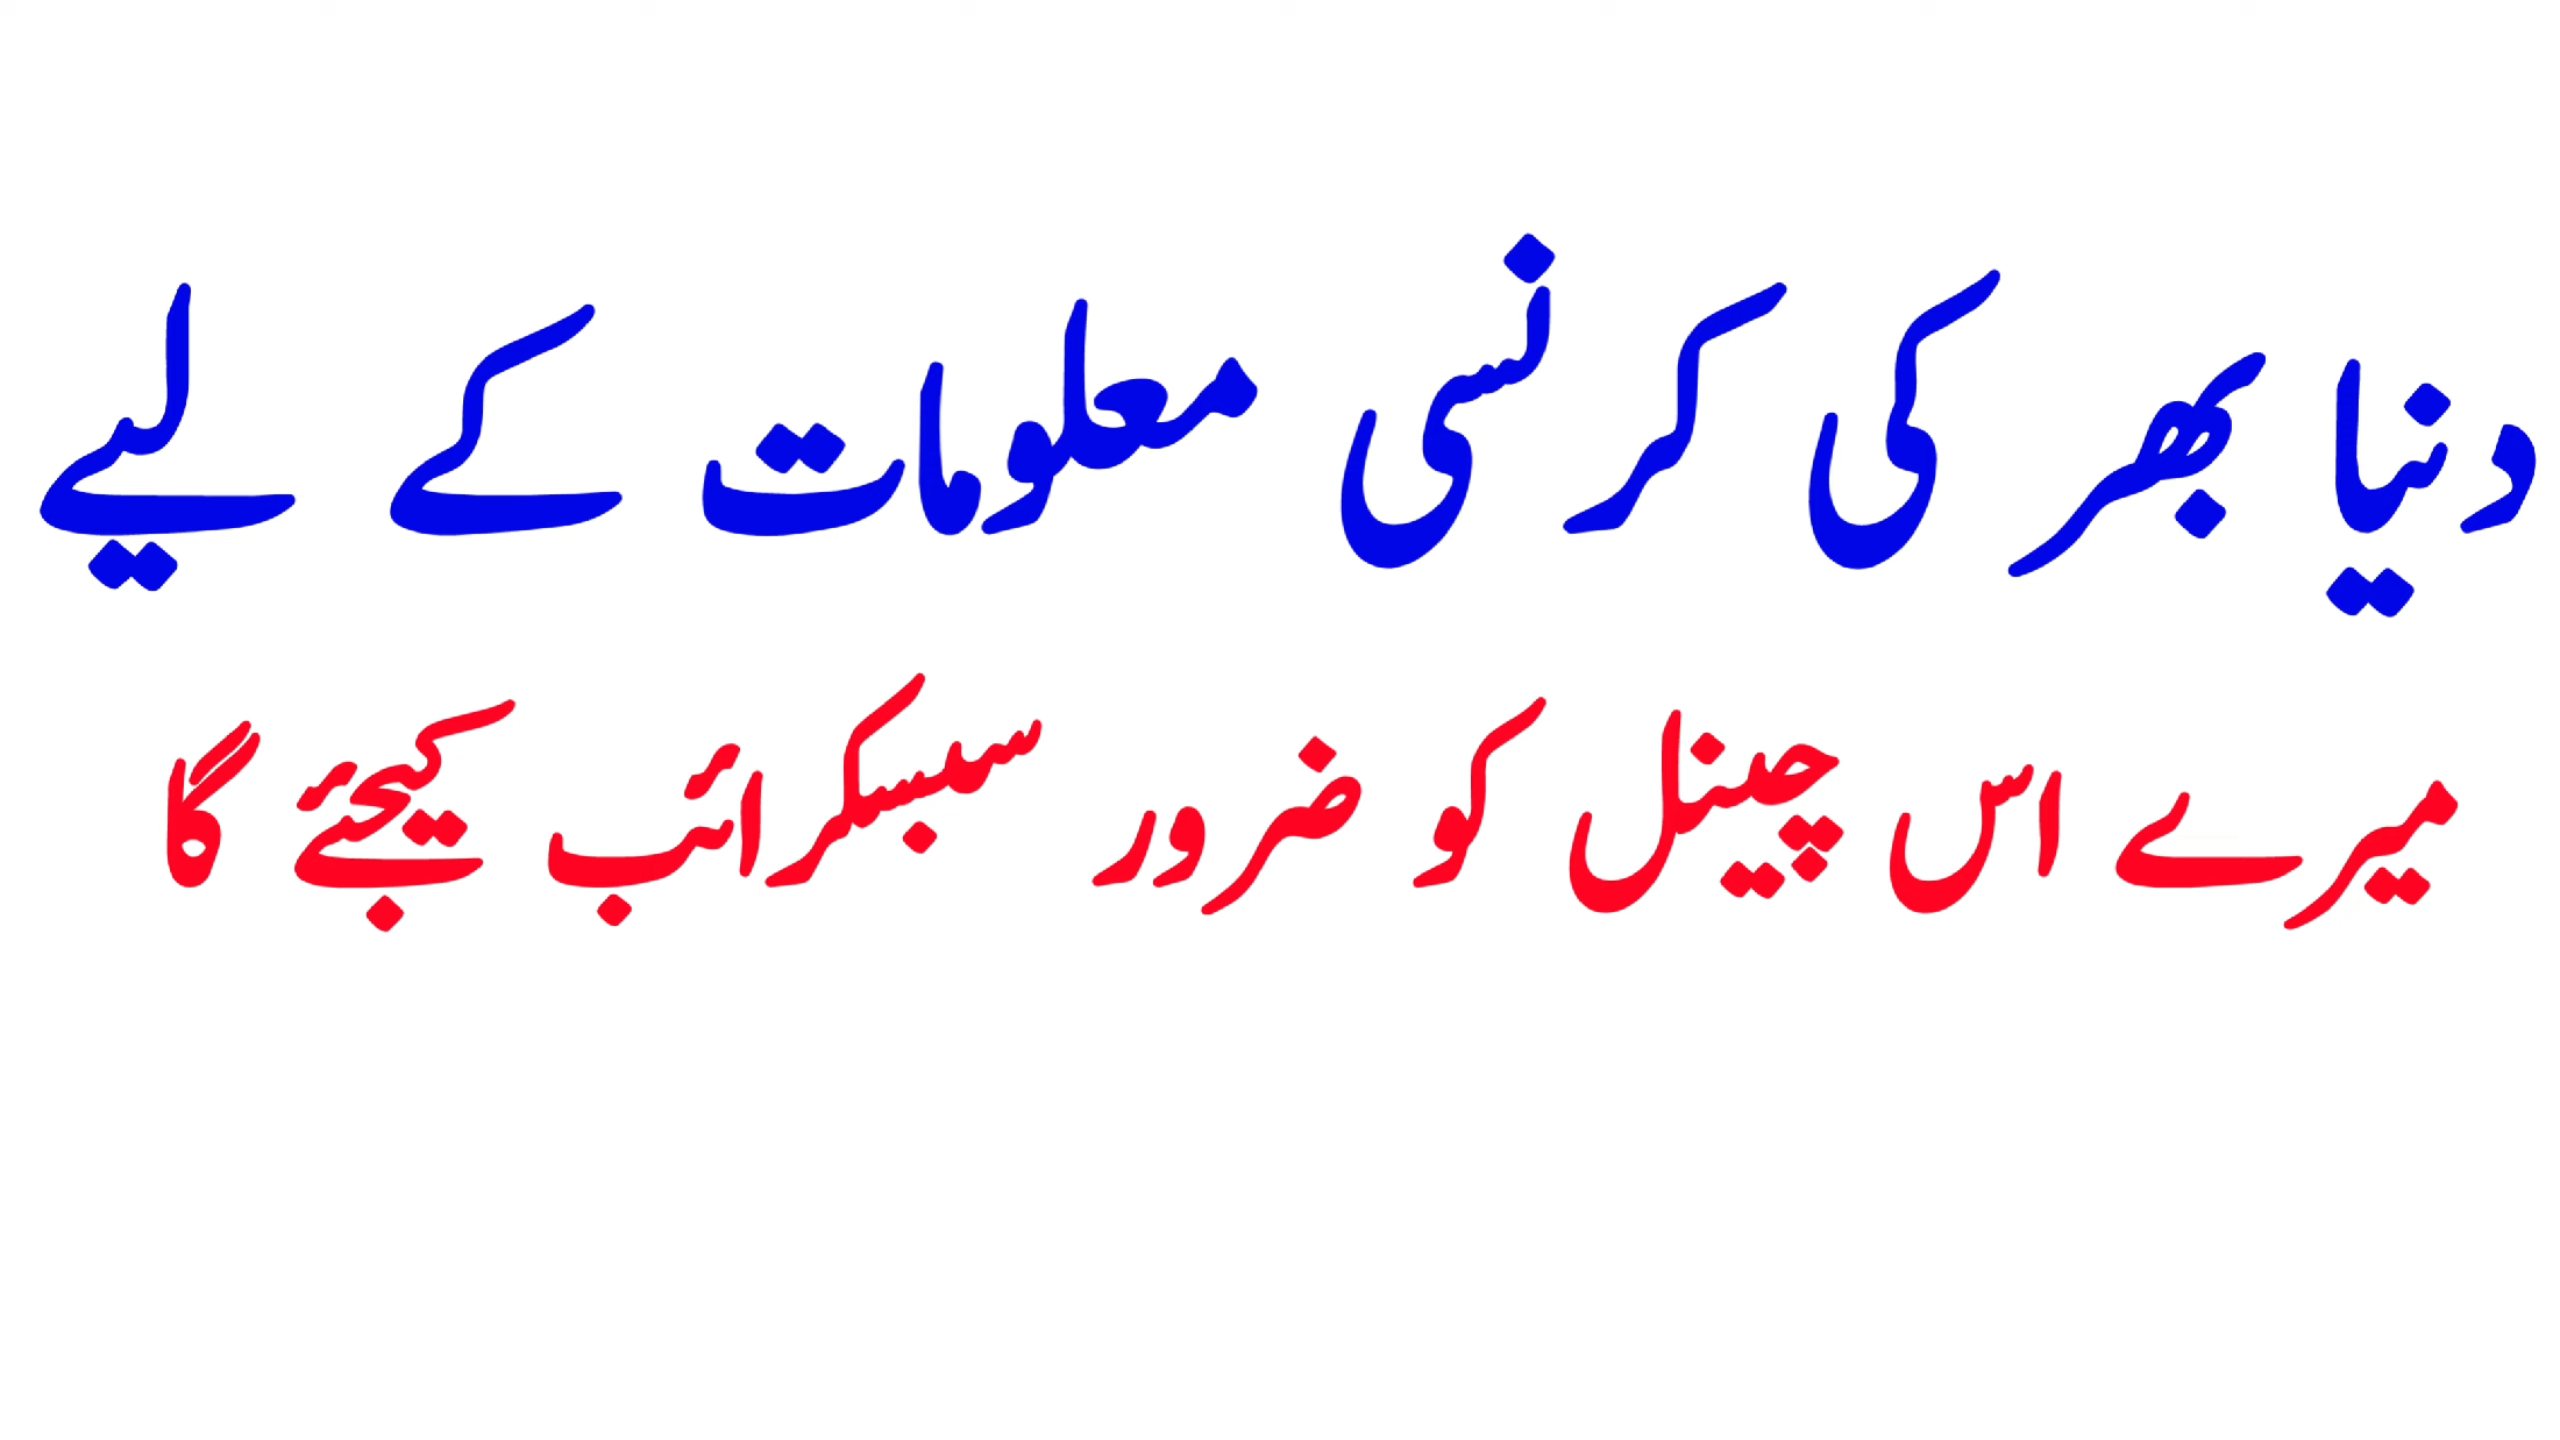 دنیا بھر کی کرنسی معلومات کے لیے
میرے اس چینل کو ضرور سبسکرائب کیجئے گا